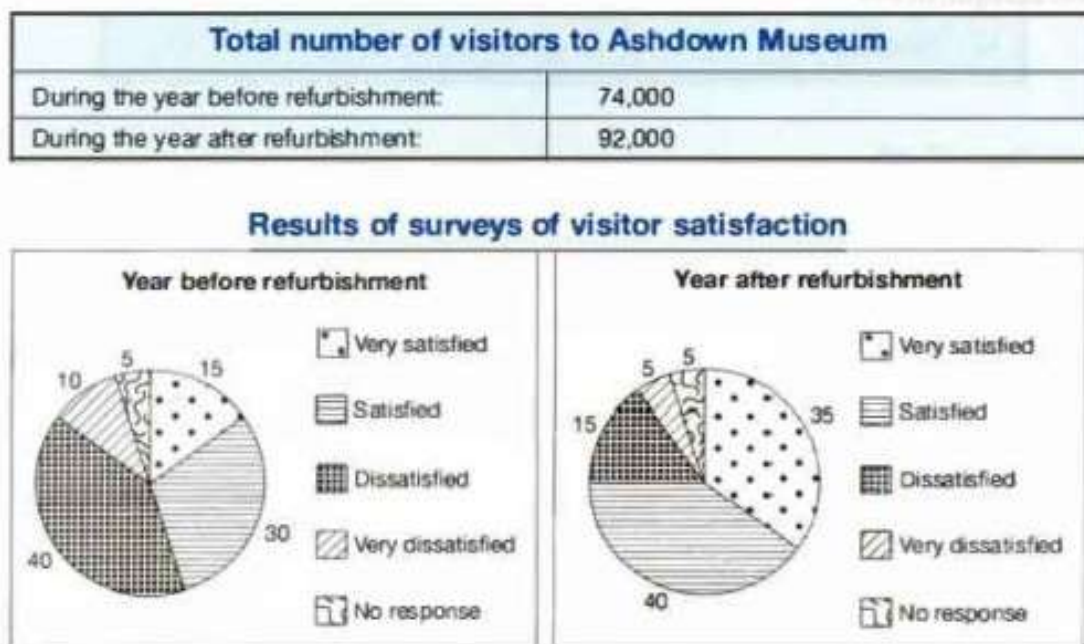 Total number of visitors to Ashdown Museum
During the year before refurbishment: 74,000
During the year after refurbishment: 92,000
Results of surveys of visitor satisfaction
Year before refurbishment
5
15
10
30
40
Very satisfied
Satisfied
Dissatisfied
Very dissatisfied
No response
Year after refurbishment
5
5
35
15
40
Very satisfied
Satisfied
Dissatisfied
Very dissatisfied
No response